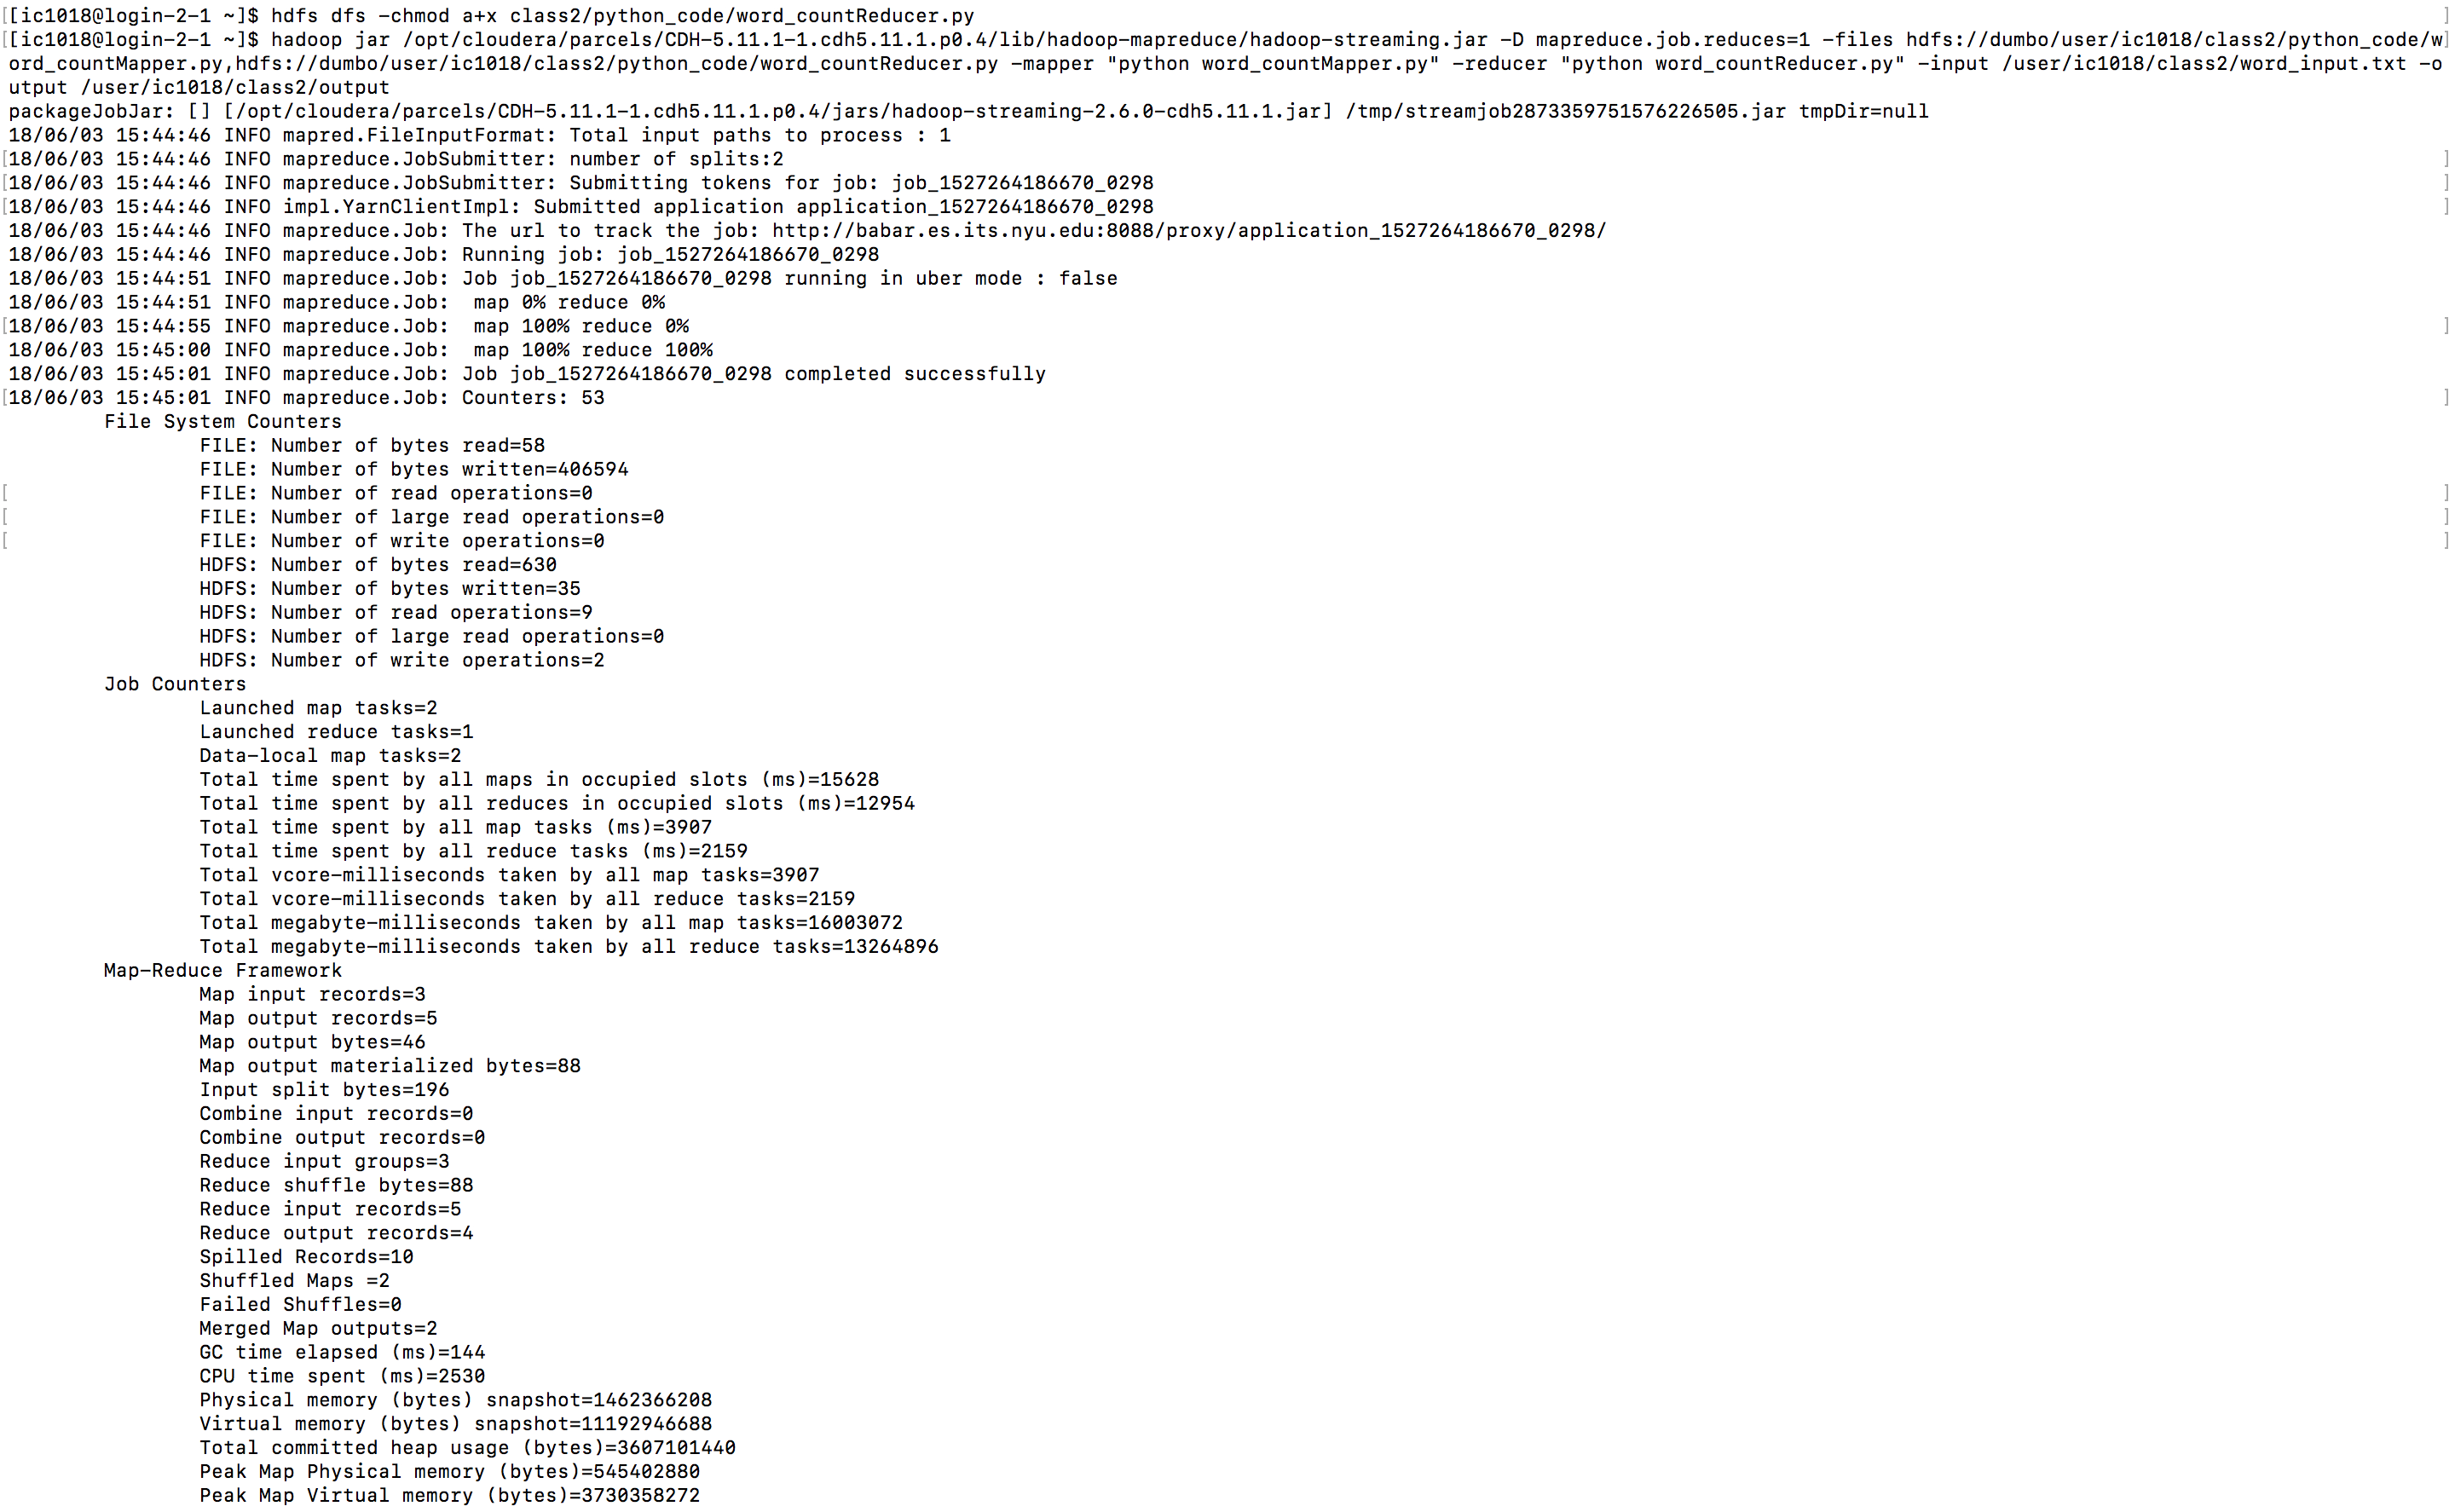 [[ic1018@login-2-1 ~]$ hdfs dfs -chmod a+x class2/python_code/word_countReducer.py ]
[[ic1018@login-2-1 ~]$ hadoop jar /opt/cloudera/parcels/CDH-5.11.1-1.cdh5.11.1.p0.4/lib/hadoop-mapreduce/hadoop-streaming.jar -D mapreduce.job.reduces=1 -files hdfs://dumbo/user/ic1018/class2/python_code/w]
ord_countMapper.py,hdfs://dumbo/user/ic1018/class2/python_code/word_countReducer.py -mapper "python word_countMapper.py" -reducer "python word_countReducer.py" -input /user/ic1018/class2/word_input.txt -o
utput /user/ic1018/class2/output
packageJobJar: [] [/opt/cloudera/parcels/CDH-5.11.1-1.cdh5.11.1.p0.4/jars/hadoop-streaming-2.6.0-cdh5.11.1.jar] /tmp/streamjob2873359751576226505.jar tmpDir=null
18/06/03 15:44:46 INFO mapred.FileInputFormat: Total input paths to process : 1
[18/06/03 15:44:46 INFO mapreduce.JobSubmitter: number of splits:2 ]
[18/06/03 15:44:46 INFO mapreduce.JobSubmitter: Submitting tokens for job: job_1527264186670_0298 ]
[18/06/03 15:44:46 INFO impl.YarnClientImpl: Submitted application application_1527264186670_0298 ]
18/06/03 15:44:46 INFO mapreduce.Job: The url to track the job: http://babar.es.its.nyu.edu:8088/proxy/application_1527264186670_0298/
18/06/03 15:44:46 INFO mapreduce.Job: Running job: job_1527264186670_0298
18/06/03 15:44:51 INFO mapreduce.Job: Job job_1527264186670_0298 running in uber mode : false
18/06/03 15:44:51 INFO mapreduce.Job:  map 0% reduce 0%
[18/06/03 15:44:55 INFO mapreduce.Job:  map 100% reduce 0% ]
18/06/03 15:45:00 INFO mapreduce.Job:  map 100% reduce 100%
18/06/03 15:45:01 INFO mapreduce.Job: Job job_1527264186670_0298 completed successfully
[18/06/03 15:45:01 INFO mapreduce.Job: Counters: 53 ]
File System Counters
FILE: Number of bytes read=58
FILE: Number of bytes written=406594
[ FILE: Number of read operations=0 ]
[ FILE: Number of large read operations=0 ]
[ FILE: Number of write operations=0 ]
HDFS: Number of bytes read=630
HDFS: Number of bytes written=35
HDFS: Number of read operations=9
HDFS: Number of large read operations=0
HDFS: Number of write operations=2
Job Counters
Launched map tasks=2
Launched reduce tasks=1
Data-local map tasks=2
Total time spent by all maps in occupied slots (ms)=15628
Total time spent by all reduces in occupied slots (ms)=12954
Total time spent by all map tasks (ms)=3907
Total time spent by all reduce tasks (ms)=2159
Total vcore-milliseconds taken by all map tasks=3907
Total vcore-milliseconds taken by all reduce tasks=2159
Total megabyte-milliseconds taken by all map tasks=16003072
Total megabyte-milliseconds taken by all reduce tasks=13264896
Map-Reduce Framework
Map input records=3
Map output records=5
Map output bytes=46
Map output materialized bytes=88
Input split bytes=196
Combine input records=0
Combine output records=0
Reduce input groups=3
Reduce shuffle bytes=88
Reduce input records=5
Reduce output records=4
Spilled Records=10
Shuffled Maps =2
Failed Shuffles=0
Merged Map outputs=2
GC time elapsed (ms)=144
CPU time spent (ms)=2530
Physical memory (bytes) snapshot=1462366208
Virtual memory (bytes) snapshot=11192946688
Total committed heap usage (bytes)=3607101440
Peak Map Physical memory (bytes)=545402880
Peak Map Virtual memory (bytes)=3730358272